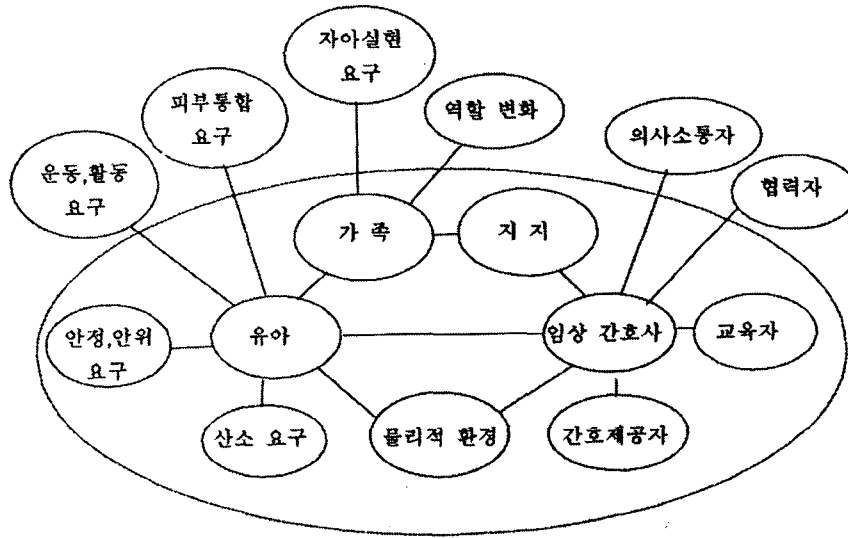 자아실현
요구
피부통합
요구
역할 변화
의사소통자
운동,활동
요구
협력자
가 족
지 지
안정,안위
요구
유아
임상 간호사
교육자
산소 요구
물리적 환경
간호제공자